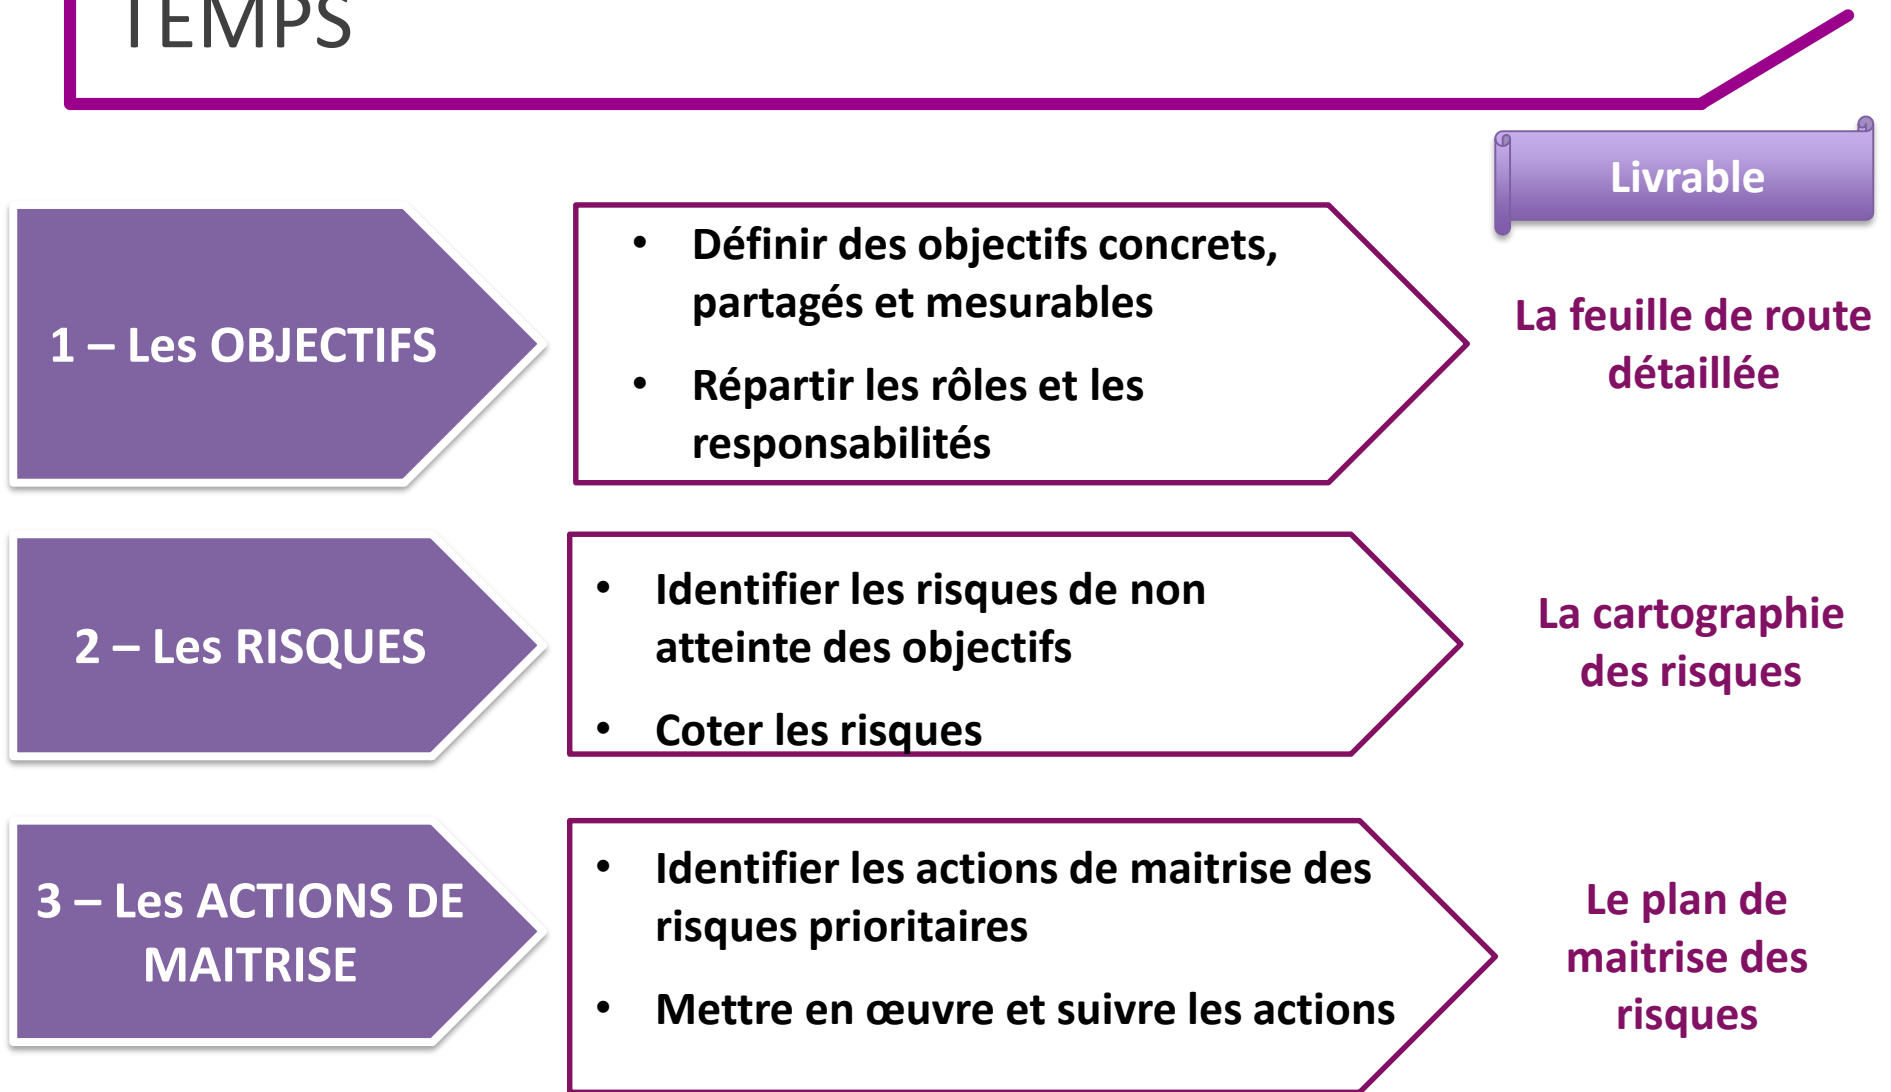 TEMPS
Livrable
1 – Les OBJECTIFS
• Définir des objectifs concrets,
partagés et mesurables
• Répartir les rôles et les
responsabilités
La feuille de route
détaillée
2 – Les RISQUES
• Identifier les risques de non
atteinte des objectifs
• Coter les risques
La cartographie
des risques
3 – Les ACTIONS DE
MAITRISE
• Identifier les actions de maitrise des
risques prioritaires
• Mettre en œuvre et suivre les actions
Le plan de
maitrise des
risques